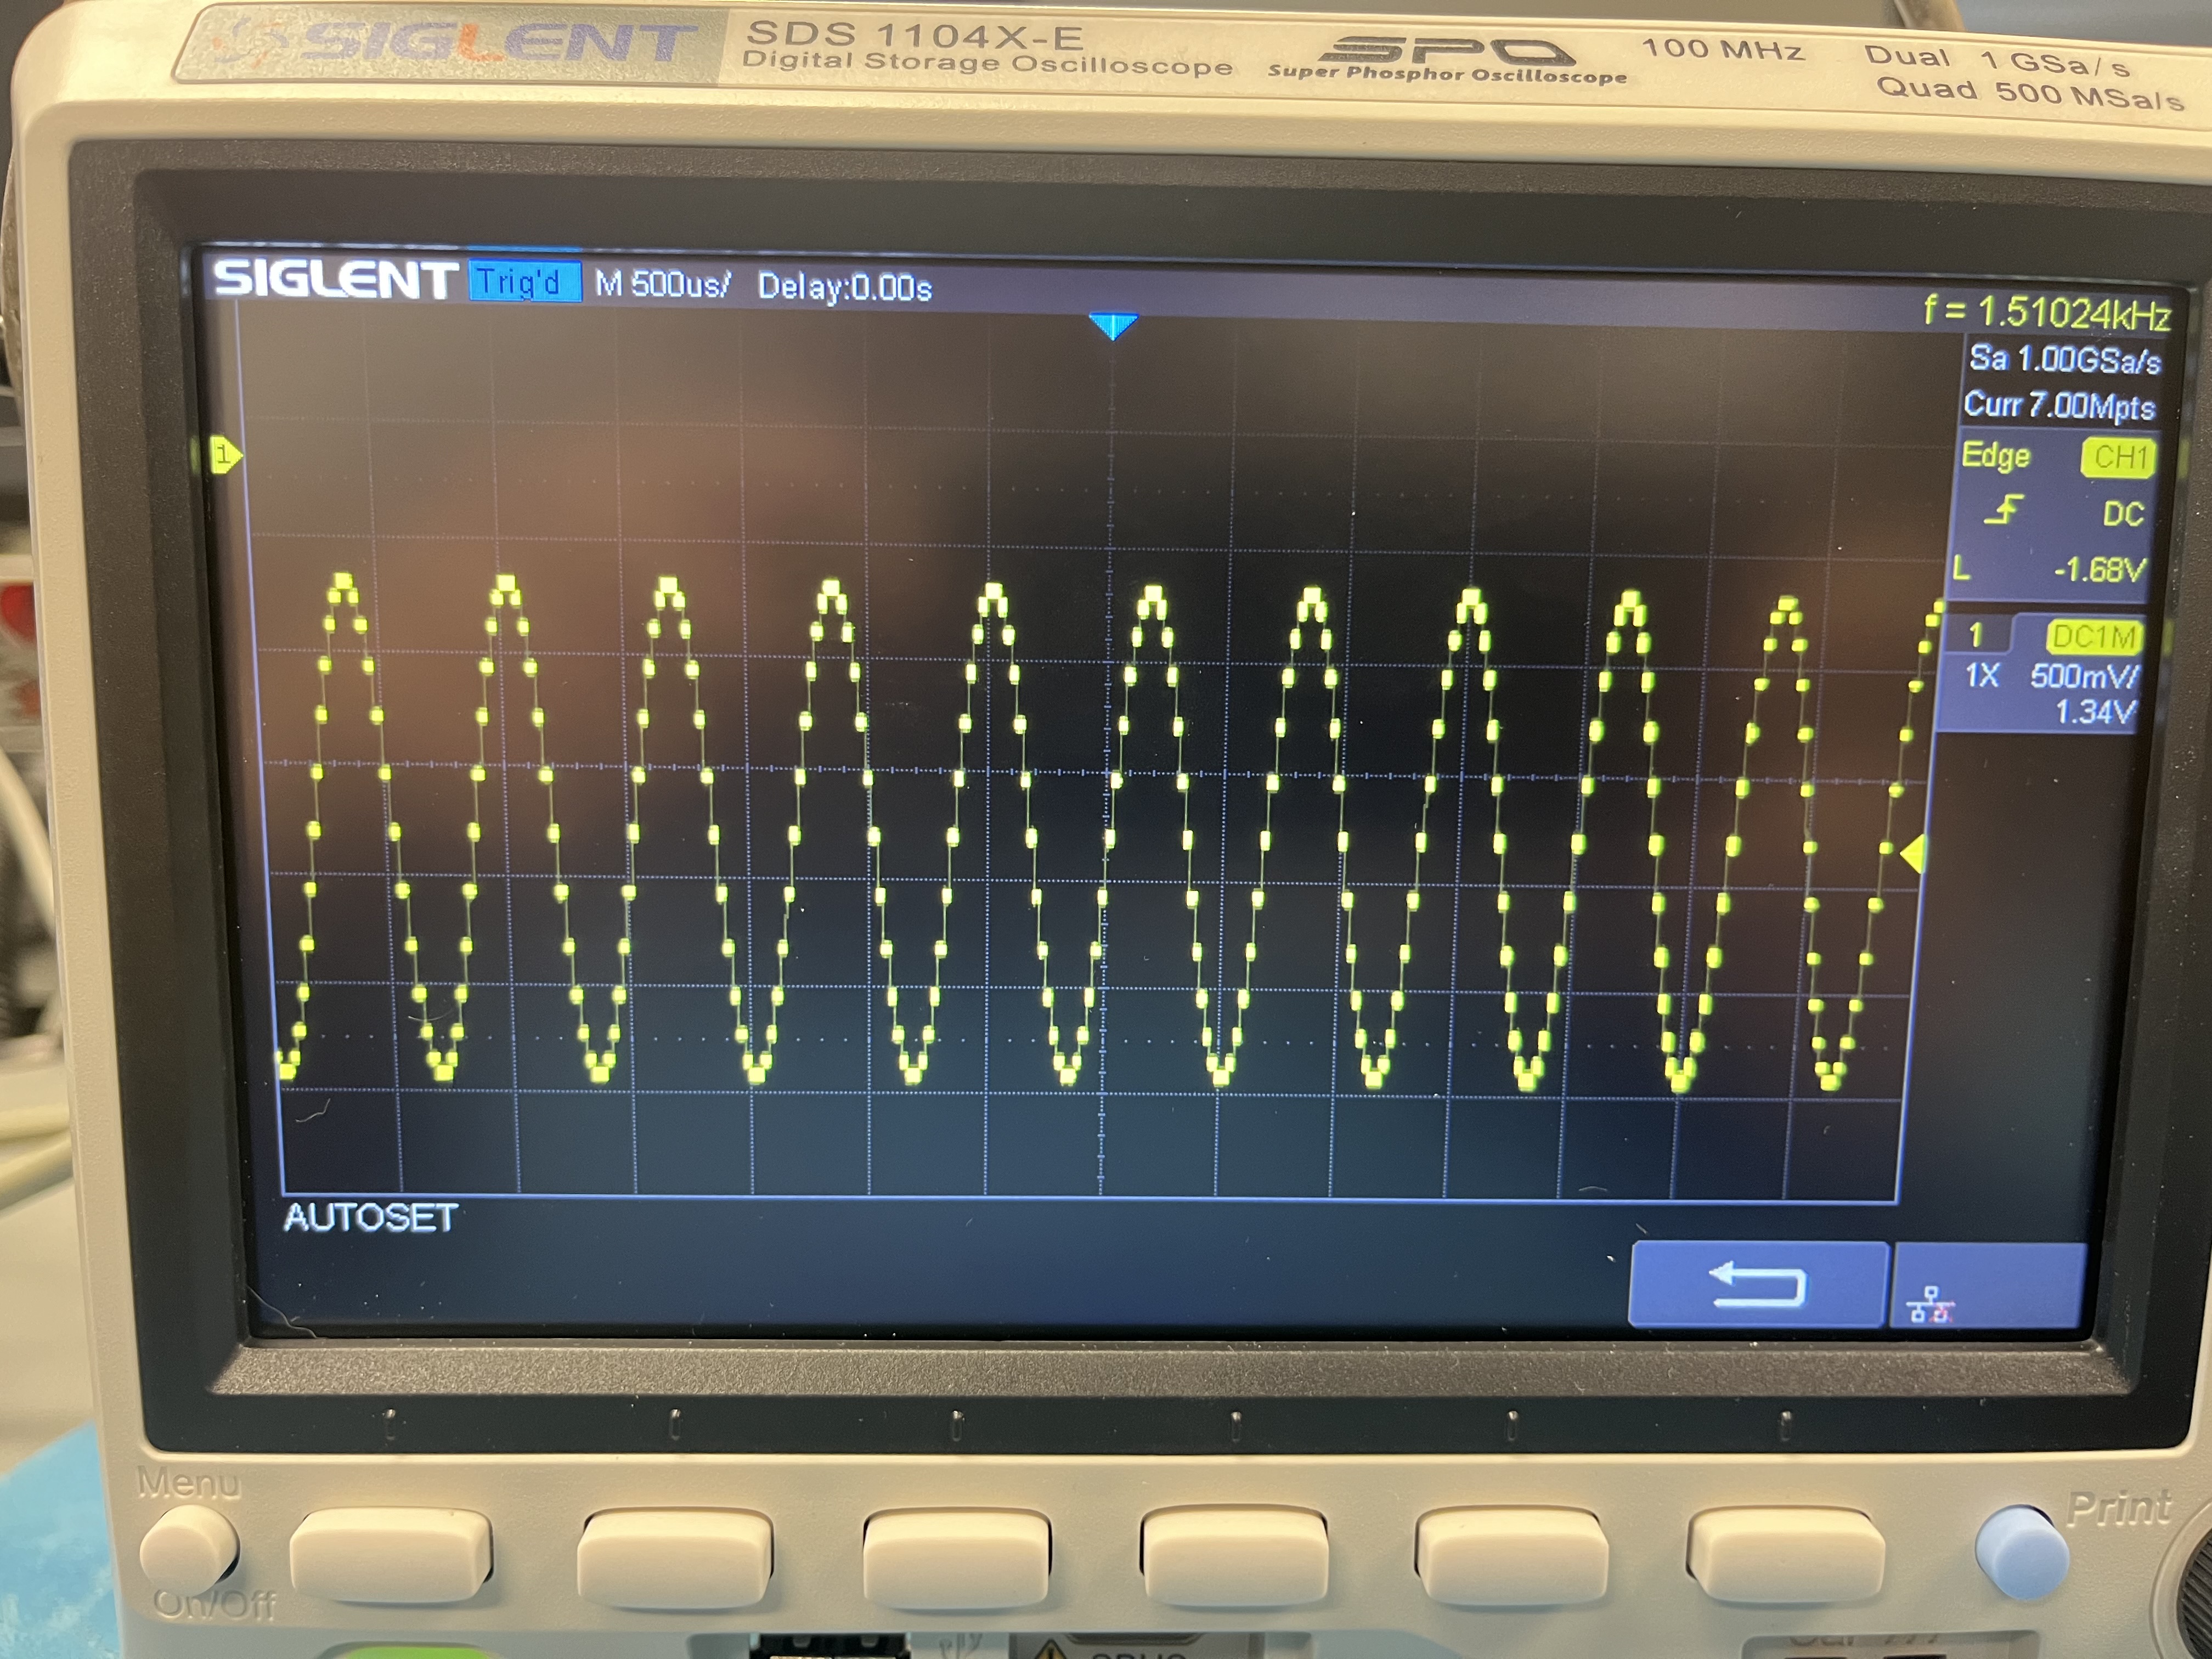 SIGLENT SDS 1104X-E
Digital Storage Oscilloscope
SPO
Super Phosphor Oscilloscope
100 MHz
Dual 1 GSa/s
Quad 500 MSa/s
SIGLENT Trig'd M 500us/ Delay:0.00s
f = 1.51024kHz
Sa 1.00GSa/s
Curr 7.00Mpts
1
Edge CH1
DC
L -1.68V
1 DC1M
1X 500mV/
1.34V
AUTOSET
Menu
On/Off
Print